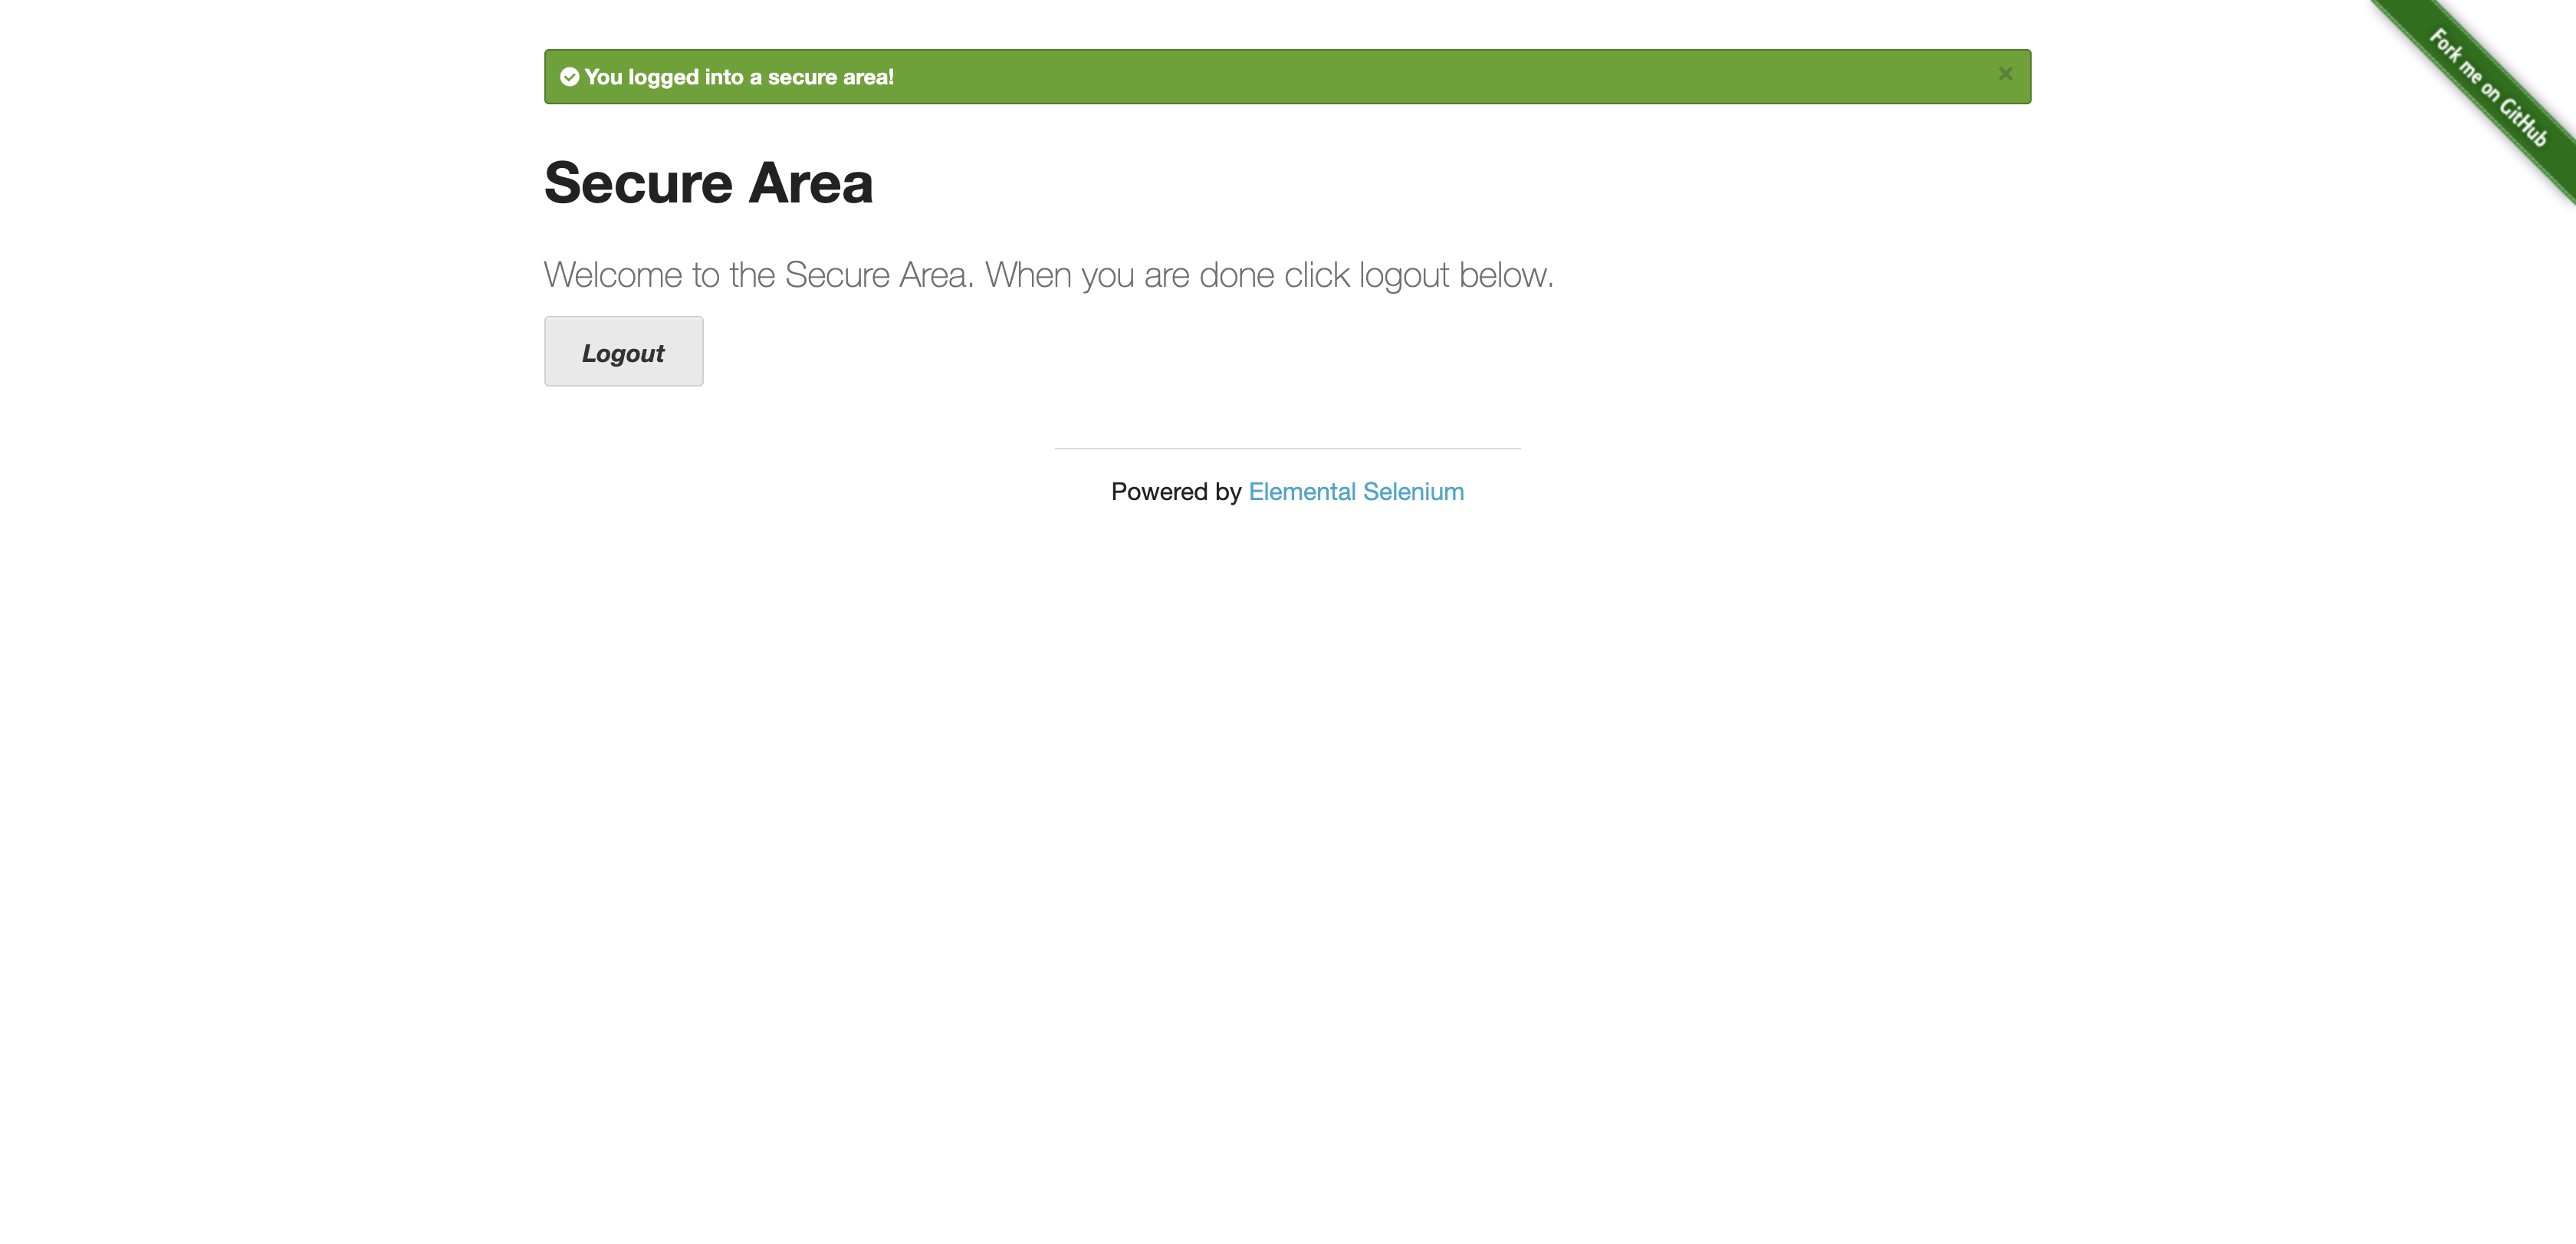 You logged into a secure area!
×
Fork me on GitHub
Secure Area
Welcome to the Secure Area. When you are done click logout below.
Logout
Powered by Elemental Selenium